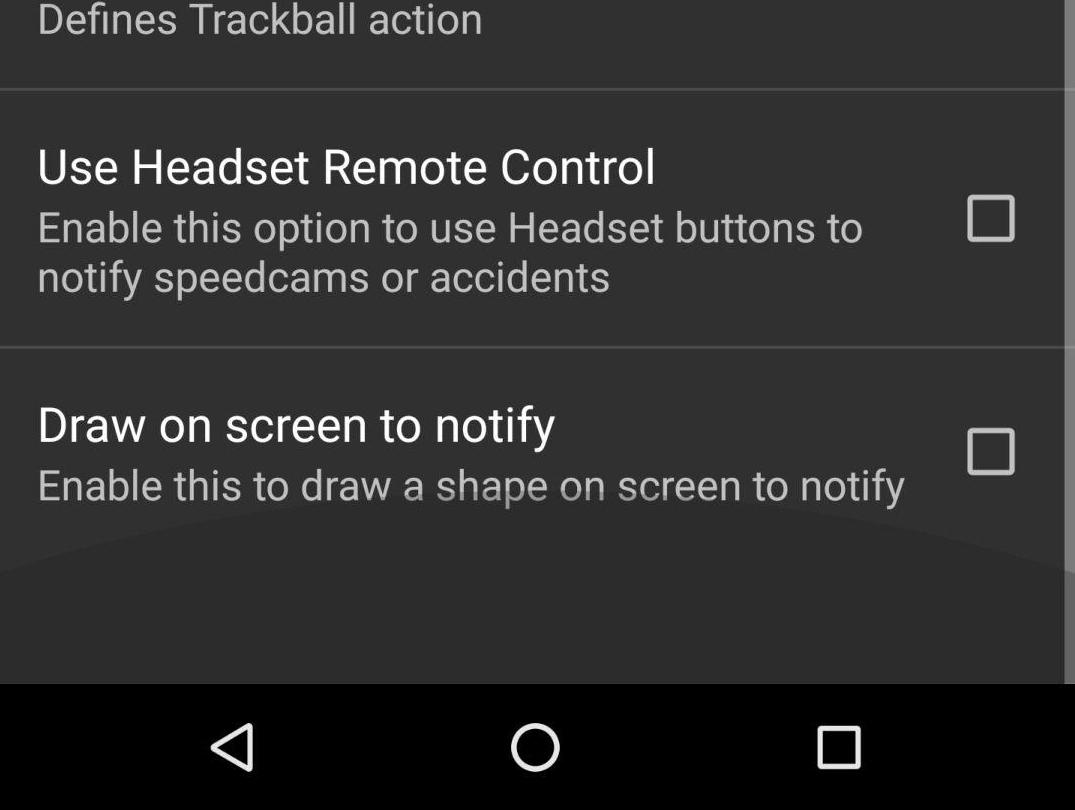 Defines Trackball action
Use Headset Remote Control
Enable this option to use Headset buttons to
notify speedcams or accidents
Draw on screen to notify
Enable this to draw a shape on screen to notify